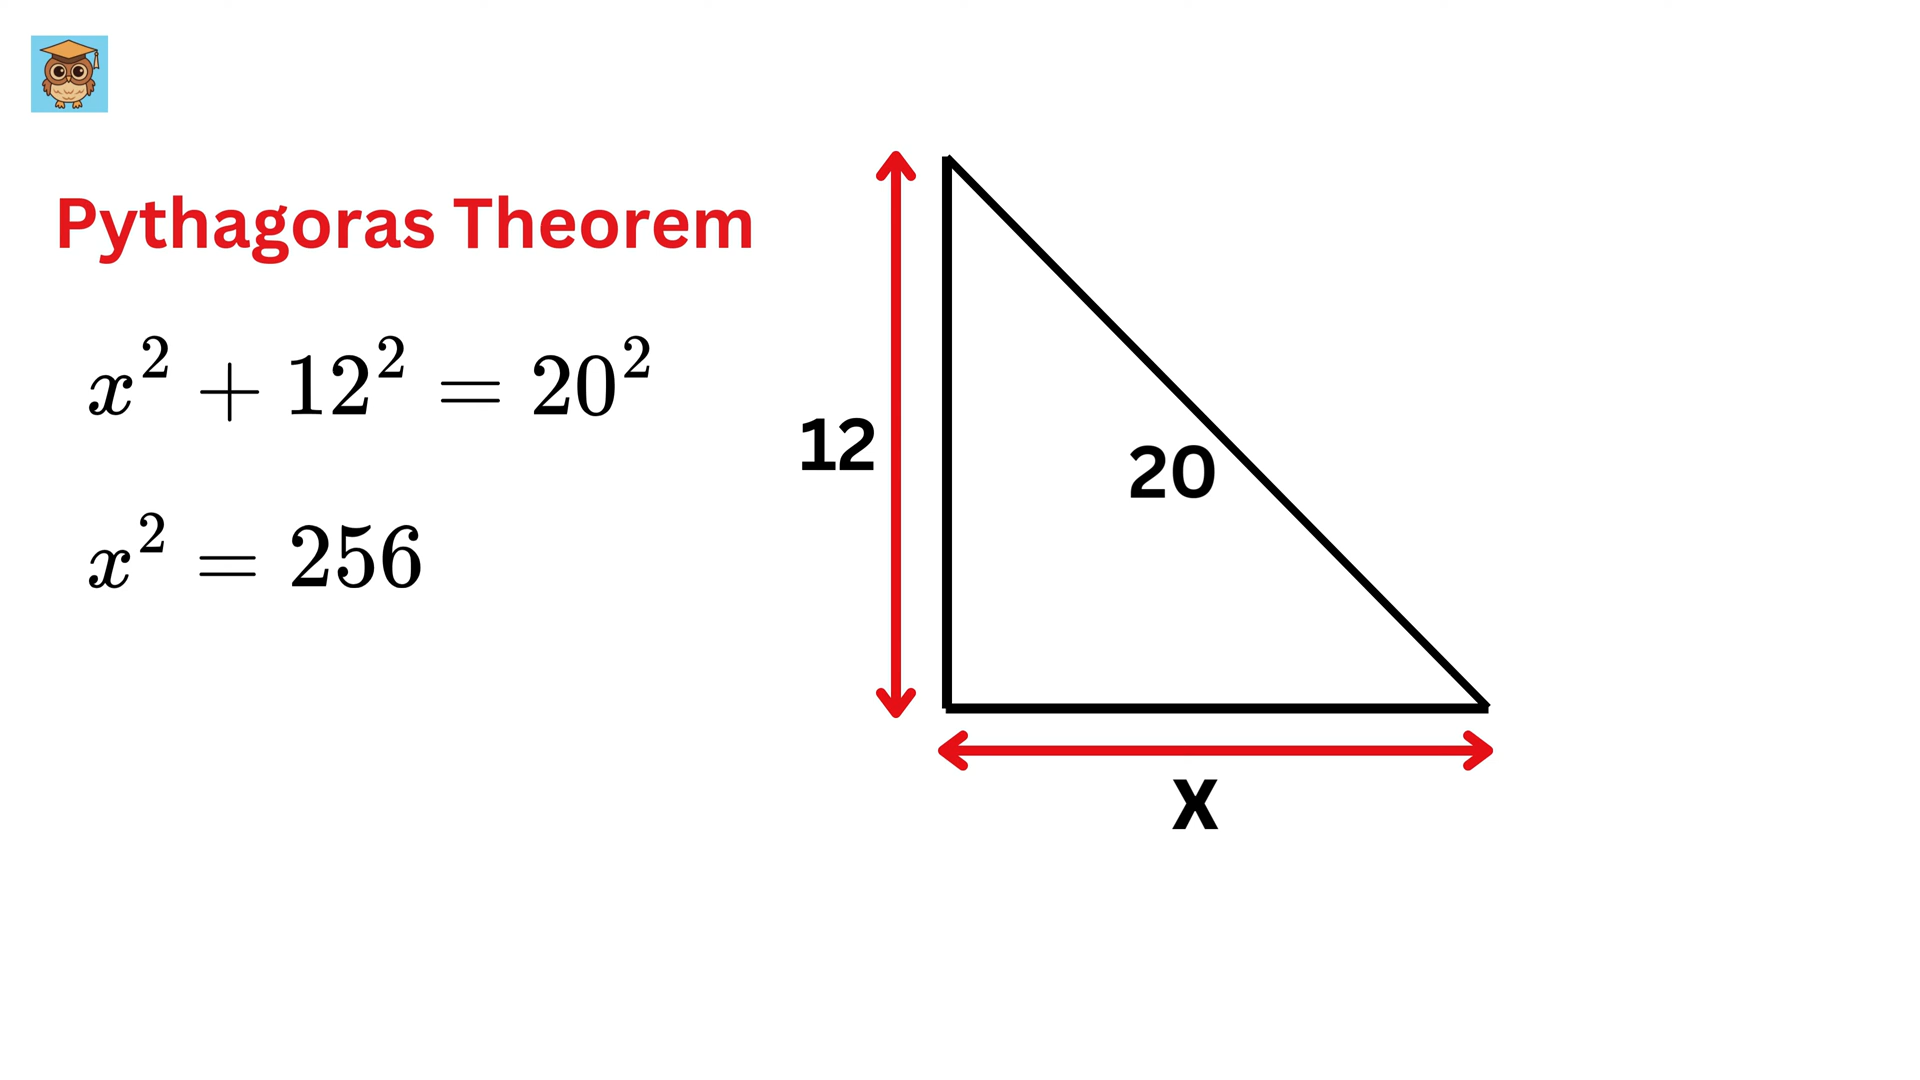 Pythagoras Theorem
x² + 12² = 20²
x² = 256
12
20
X